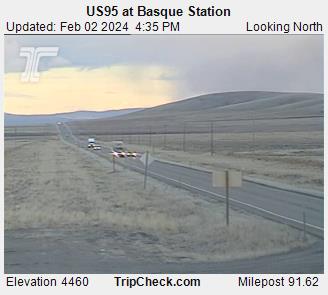 US95 at Basque Station
Updated: Feb 02 2024 4:35 PM Looking North
Elevation 4460 TripCheck.com Milepost 91.62